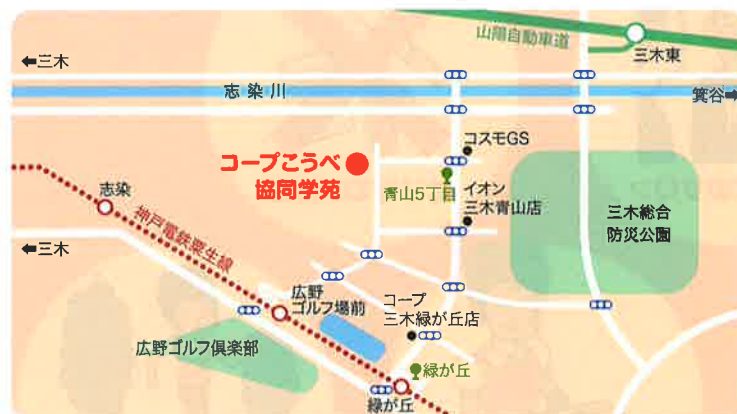 山陽自動車道
三木東
←三木
志染川
箕谷→
コスモGS
コープこうべ
協同学苑
青山5丁目
イオン
三木青山店
三木総合
防災公園
志染
神戸電鉄粟生線
←三木
広野
ゴルフ場前
コープ
三木緑が丘店
広野ゴルフ倶楽部
緑が丘
緑が丘